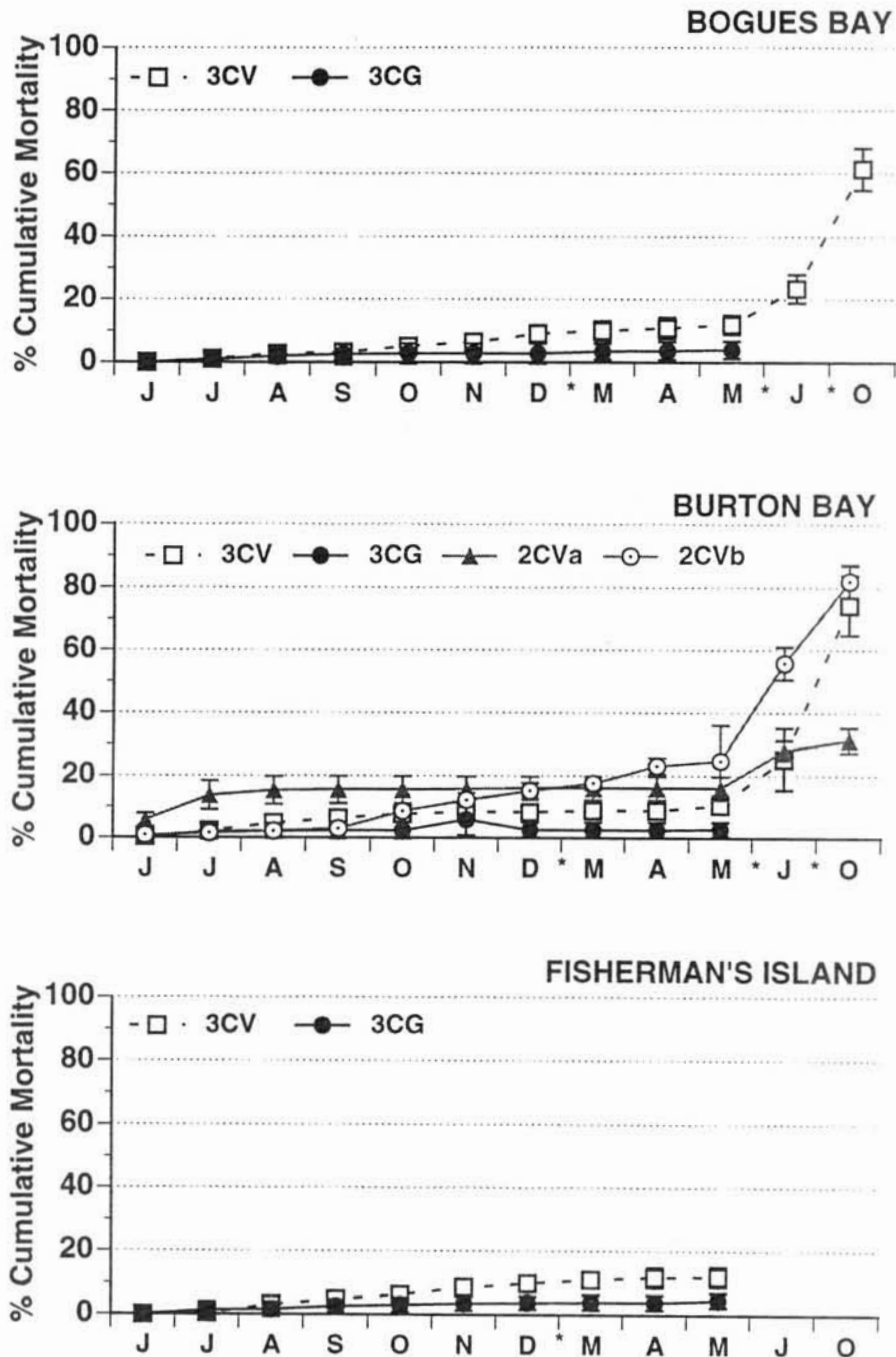 BOGUES BAY
% Cumulative Mortality
100
3CV 3CG
80
60
40
20
0
J J A S O N D * M A M * J * O
BURTON BAY
% Cumulative Mortality
100
3CV 3CG 2CVa 2CVb
80
60
40
20
0
J J A S O N D * M A M * J * O
FISHERMAN'S ISLAND
% Cumulative Mortality
100
3CV 3CG
80
60
40
20
0
J J A S O N D * M A M J O